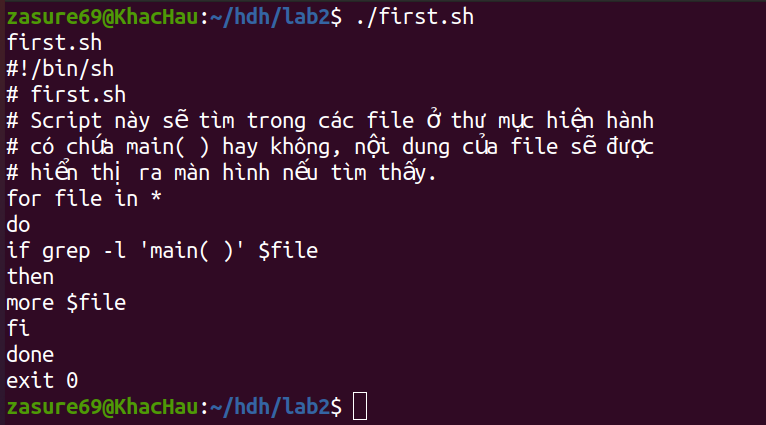 zasure69@KhacHau:~/hdh/lab2$ ./first.sh
first.sh
#!/bin/sh
# first.sh
# Script này sẽ tìm trong các file ở thư mục hiện hành
# có chứa main( ) hay không, nội dung của file sẽ được
# hiển thị ra màn hình nếu tìm thấy.
for file in *
do
if grep -l 'main( )' $file
then
more $file
fi
done
exit 0
zasure69@KhacHau:~/hdh/lab2$